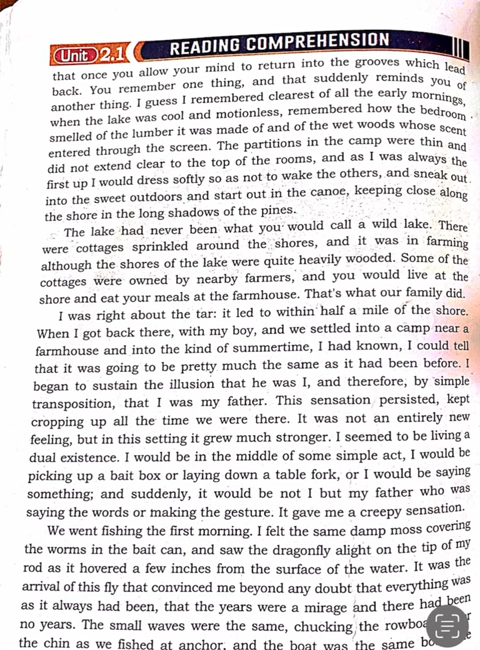 Unit 2.1 READING COMPREHENSION
that once you allow your mind to return into the grooves which lead
back. You remember one thing, and that suddenly reminds you of
another thing. I guess I remembered clearest of all the early mornings,
when the lake was cool and motionless, remembered how the bedroom
smelled of the lumber it was made of and of the wet woods whose scent
entered through the screen. The partitions in the camp were thin and
did not extend clear to the top of the rooms, and as I was always the
first up I would dress softly so as not to wake the others, and sneak out
into the sweet outdoors and start out in the canoe, keeping close along
the shore in the long shadows of the pines.
The lake had never been what you would call a wild lake. There
were cottages sprinkled around the shores, and it was in farming
although the shores of the lake were quite heavily wooded. Some of the
cottages were owned by nearby farmers, and you would live at the
shore and eat your meals at the farmhouse. That's what our family did.
I was right about the tar: it led to within half a mile of the shore.
When I got back there, with my boy, and we settled into a camp near a
farmhouse and into the kind of summertime, I had known, I could tell
that it was going to be pretty much the same as it had been before. I
began to sustain the illusion that he was I, and therefore, by simple
transposition, that I was my father. This sensation persisted, kept
cropping up all the time we were there. It was not an entirely new
feeling, but in this setting it grew much stronger. I seemed to be living a
dual existence. I would be in the middle of some simple act, I would be
picking up a bait box or laying down a table fork, or I would be saying
something; and suddenly, it would be not I but my father who was
saying the words or making the gesture. It gave me a creepy sensation.
We went fishing the first morning. I felt the same damp moss covering
the worms in the bait can, and saw the dragonfly alight on the tip of my
rod as it hovered a few inches from the surface of the water. It was the
arrival of this fly that convinced me beyond any doubt that everything was
as it always had been, that the years were a mirage and there had been
no years. The small waves were the same, chucking the
the chin as we fished at anchor, and the boat was the same